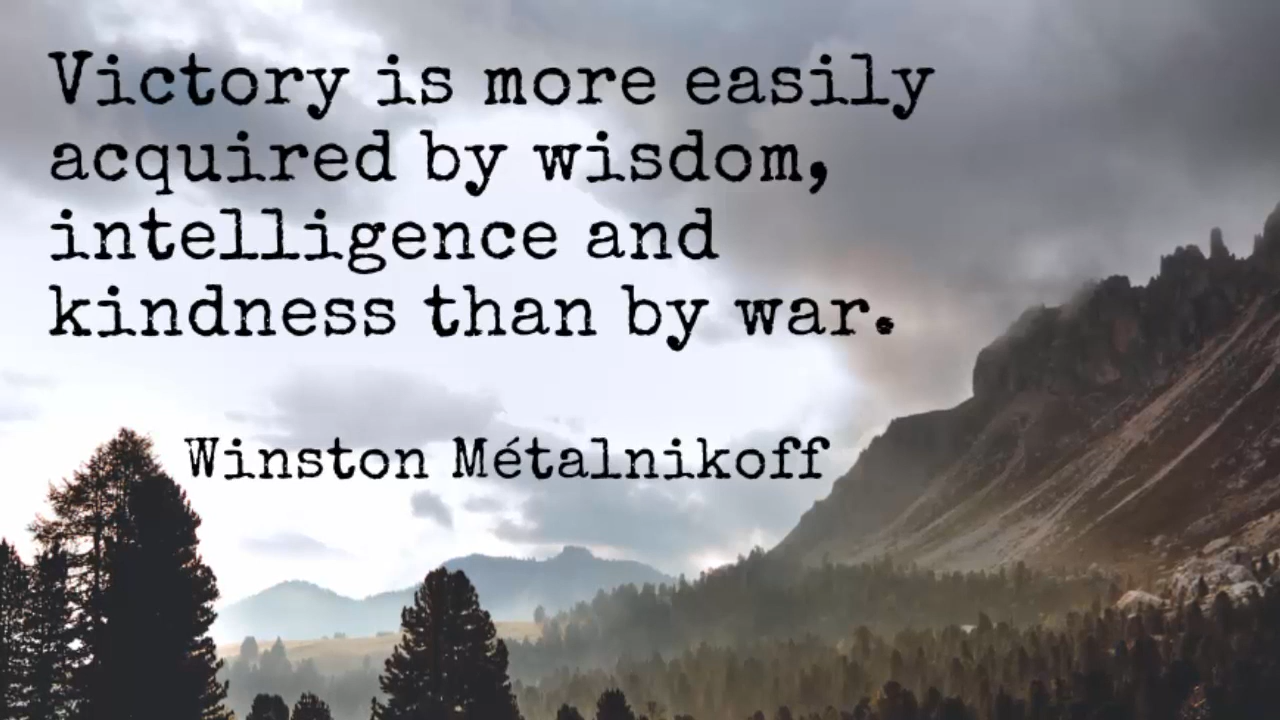 Victory is more easily
acquired by wisdom,
intelligence and
kindness than by war.
Winston Métalnikoff